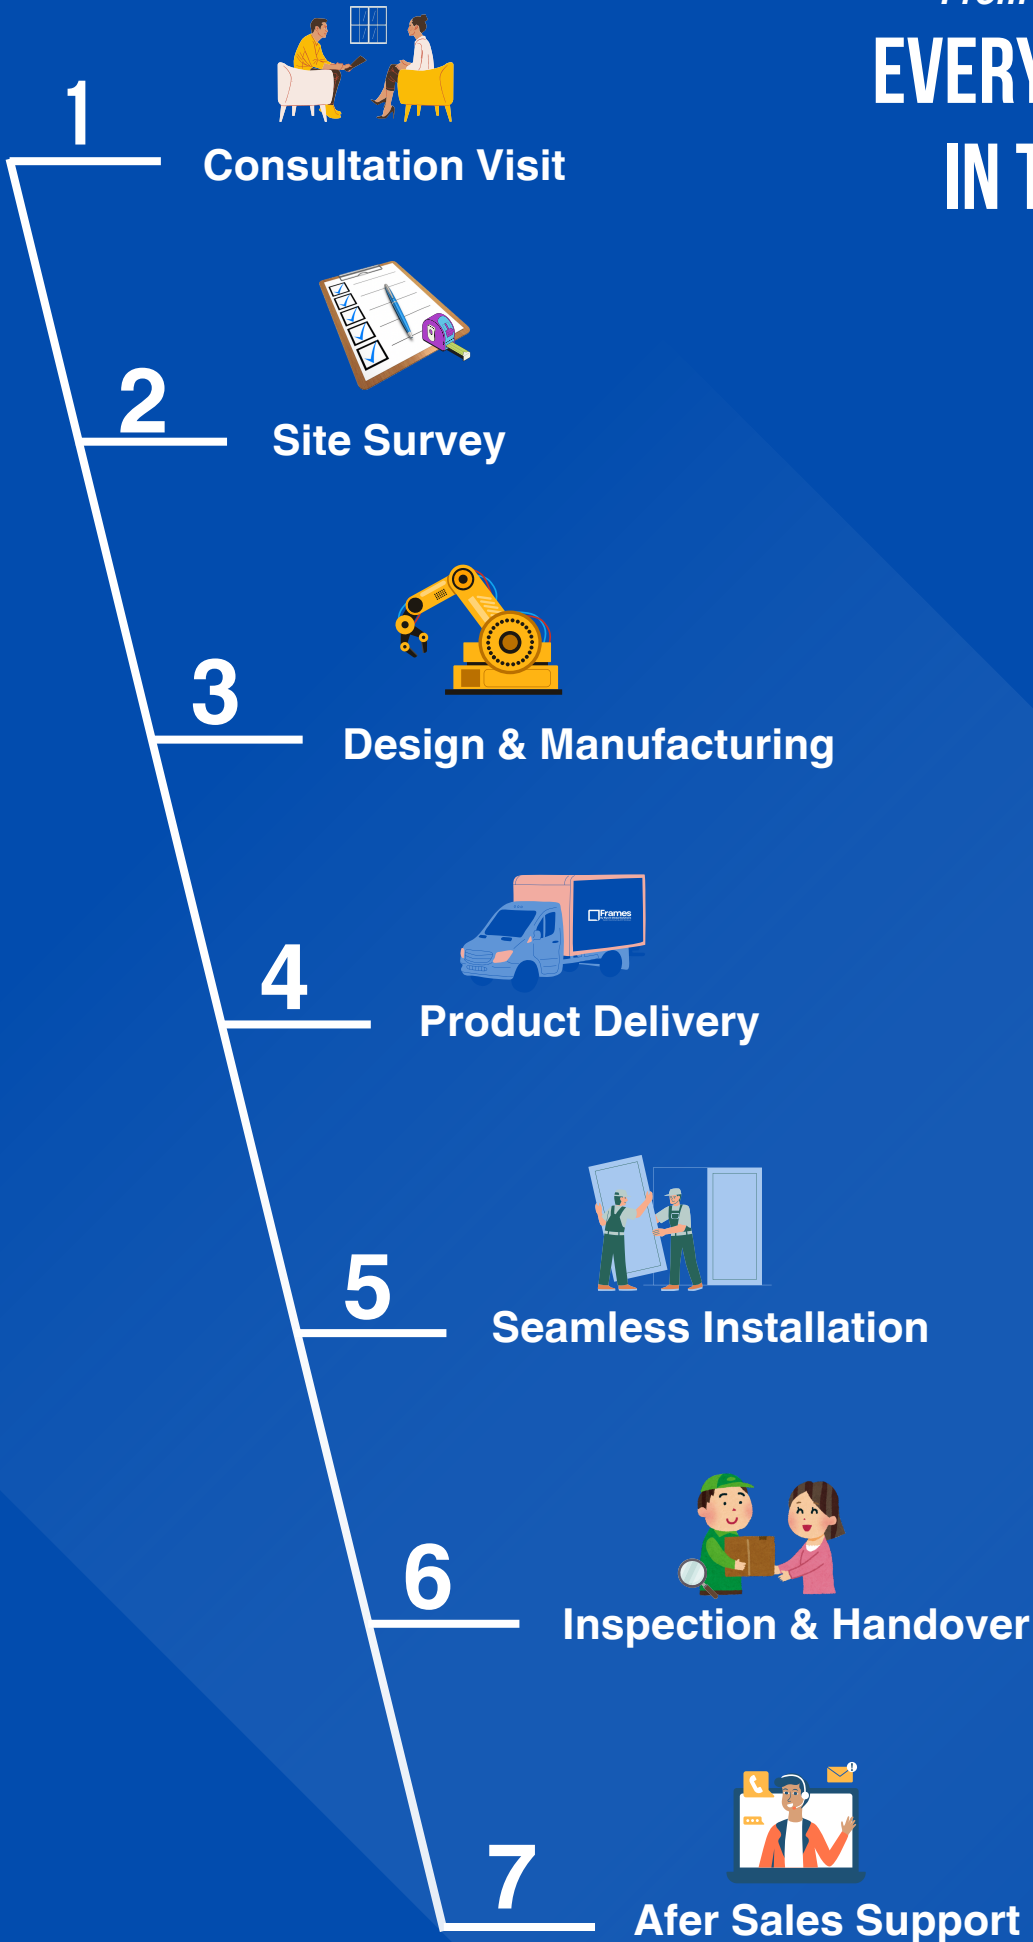 From
EVERY
IN T
1
Consultation Visit
2
Site Survey
3
Design & Manufacturing
Frames
4
Product Delivery
5
Seamless Installation
6
Inspection & Handover
7
Afer Sales Support